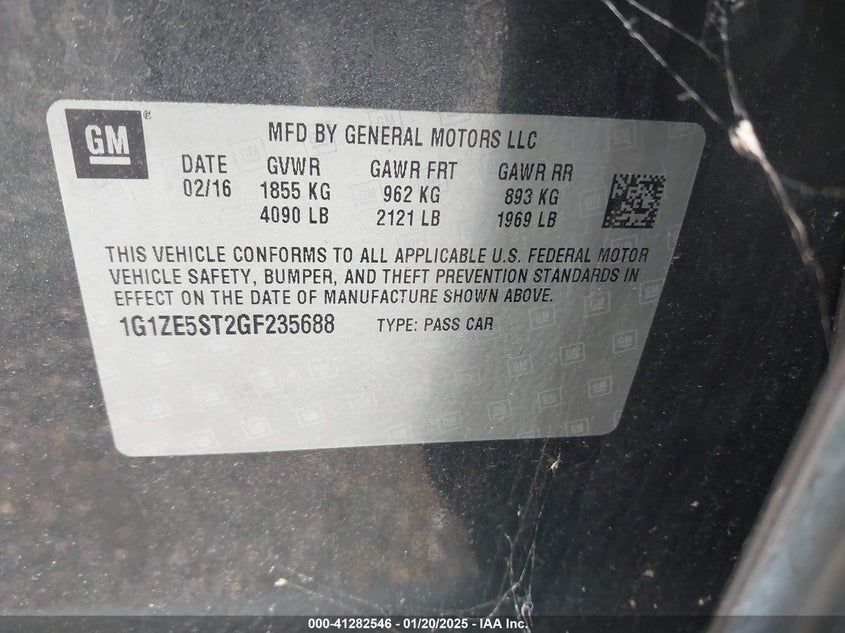 GM ®
MFD BY GENERAL MOTORS LLC
DATE GVWR GAWR FRT GAWR RR
02/16 1855 KG 962 KG 893 KG
4090 LB 2121 LB 1969 LB
THIS VEHICLE CONFORMS TO ALL APPLICABLE U.S. FEDERAL MOTOR
VEHICLE SAFETY, BUMPER, AND THEFT PREVENTION STANDARDS IN
EFFECT ON THE DATE OF MANUFACTURE SHOWN ABOVE.
1G1ZE5ST2GF235688 TYPE: PASS CAR
000-41282546 - 01/20/2025 - IAA Inc.